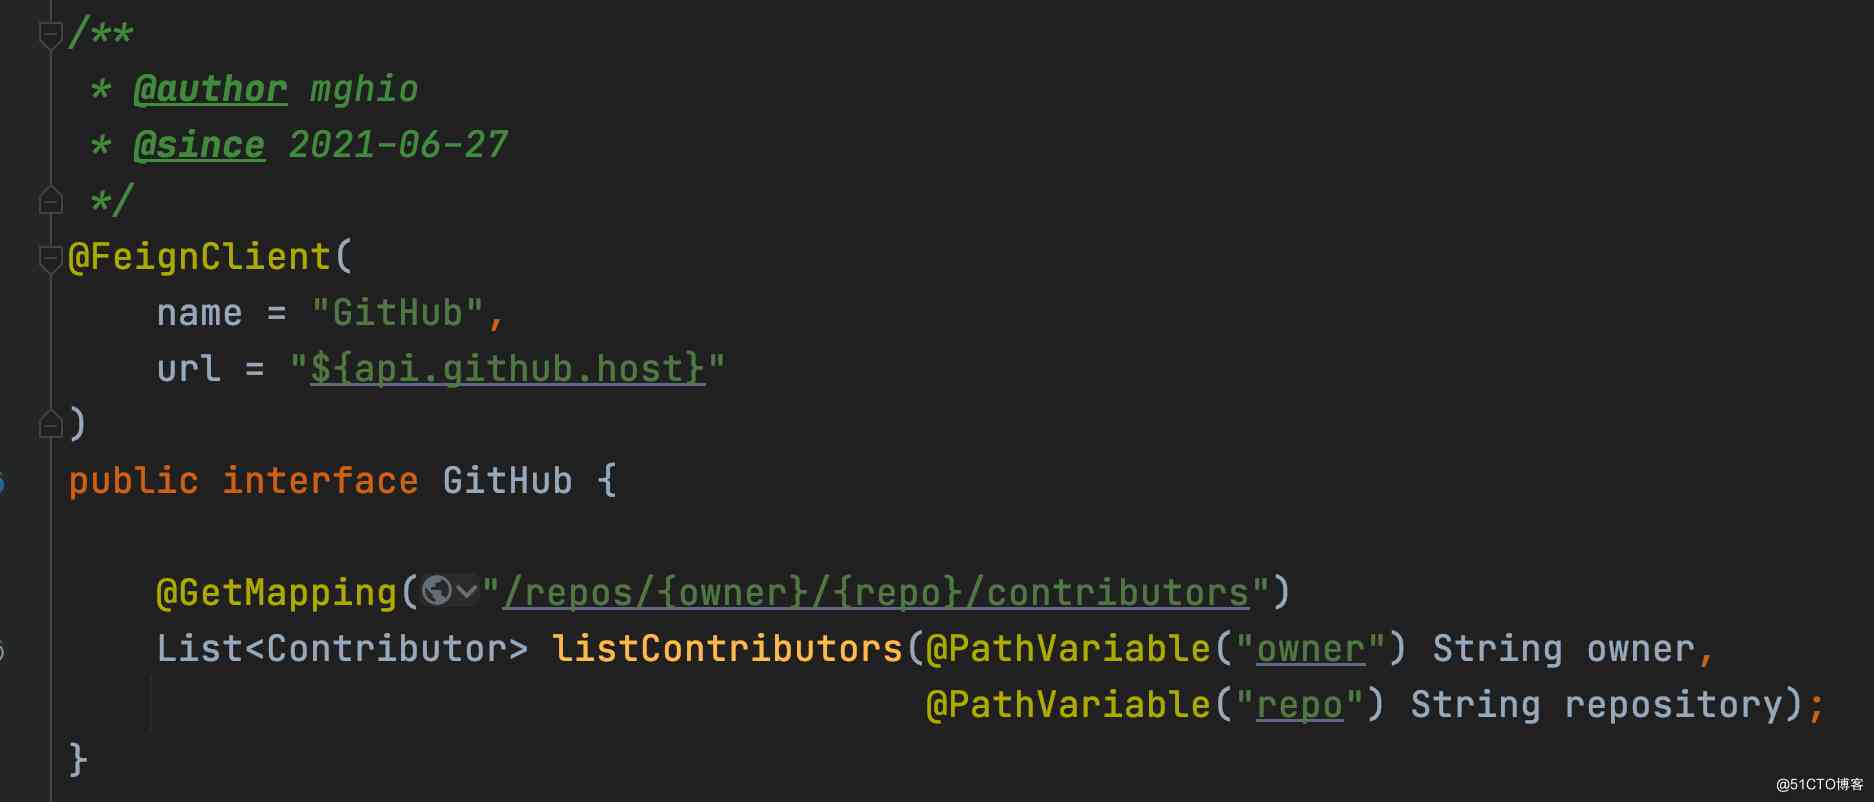 /**
 * @author mghio
 * @since 2021-06-27
 */
@FeignClient(
    name = "GitHub",
    url = "${api.github.host}"
)
public interface GitHub {
    @GetMapping("/repos/{owner}/{repo}/contributors")
    List<Contributor> listContributors(@PathVariable("owner") String owner,
                                       @PathVariable("repo") String repository);
}
@51CTO博客